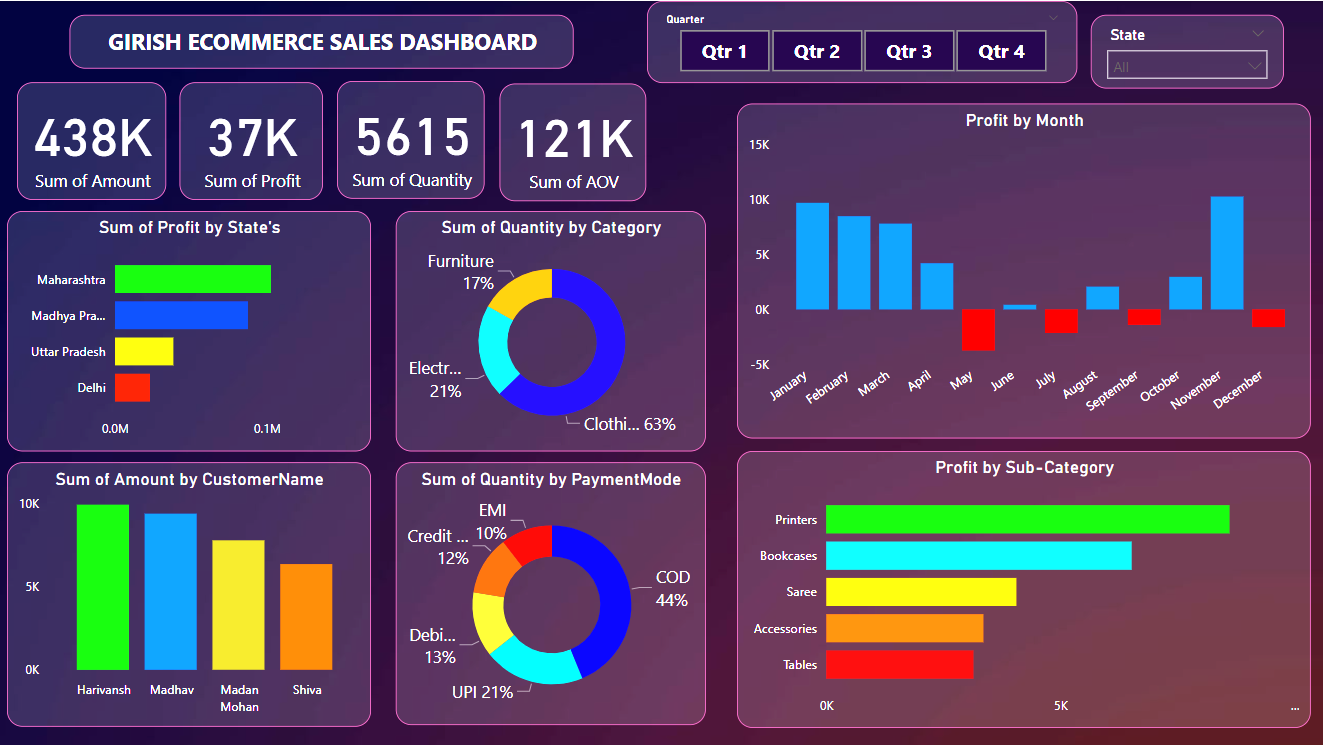 GIRISH ECOMMERCE SALES DASHBOARD
Quarter
Qtr 1
Qtr 2
Qtr 3
Qtr 4
State
All
438K
Sum of Amount
37K
Sum of Profit
5615
Sum of Quantity
121K
Sum of AOV
Profit by Month
15K
10K
5K
0K
-5K
January
February
March
April
May
June
July
August
September
October
November
December
Sum of Profit by State's
Maharashtra
Madhya Pra...
Uttar Pradesh
Delhi
0.0M
0.1M
Sum of Quantity by Category
Furniture
17%
Electr...
21%
Clothi... 63%
Sum of Amount by CustomerName
10K
5K
0K
Harivansh
Madhav
Madan
Mohan
Shiva
Sum of Quantity by PaymentMode
EMI
10%
Credit ...
12%
COD
44%
Debi...
13%
UPI 21%
Profit by Sub-Category
Printers
Bookcases
Saree
Accessories
Tables
0K
5K
...